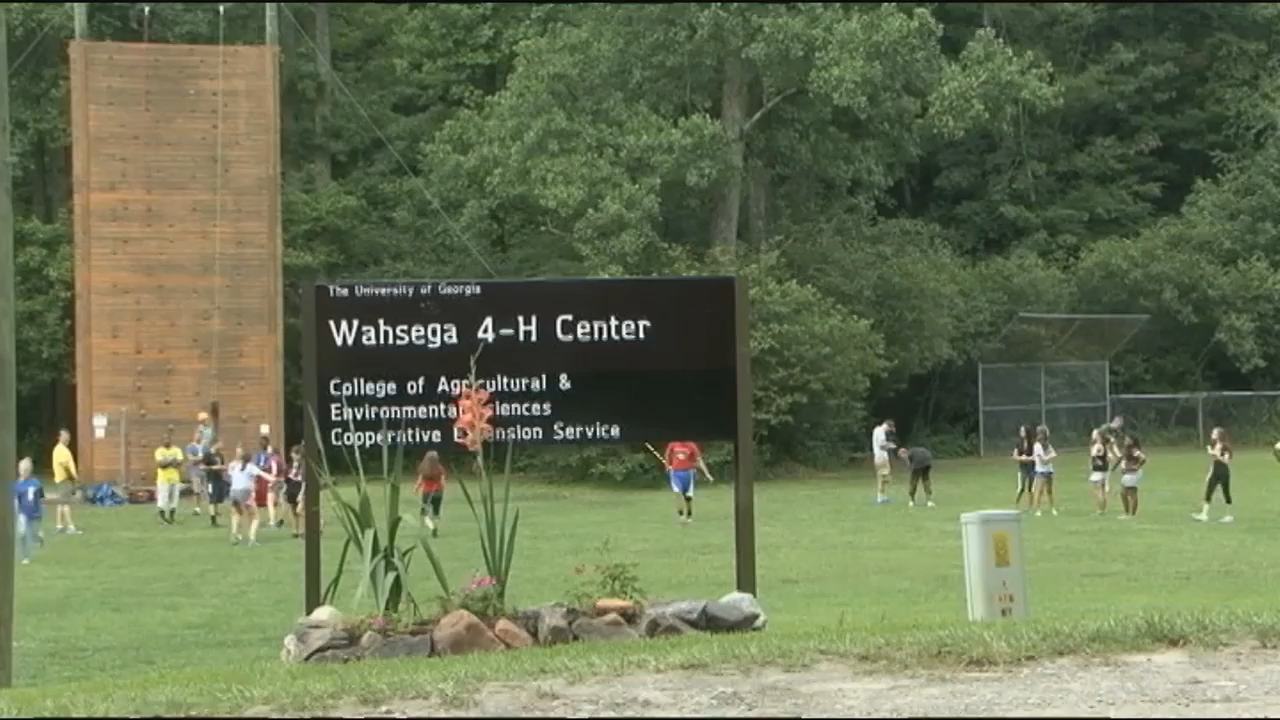 The University of Georgia
Wahsega 4-H Center
College of Agricultural &
Environmental Sciences
Cooperative Extension Service